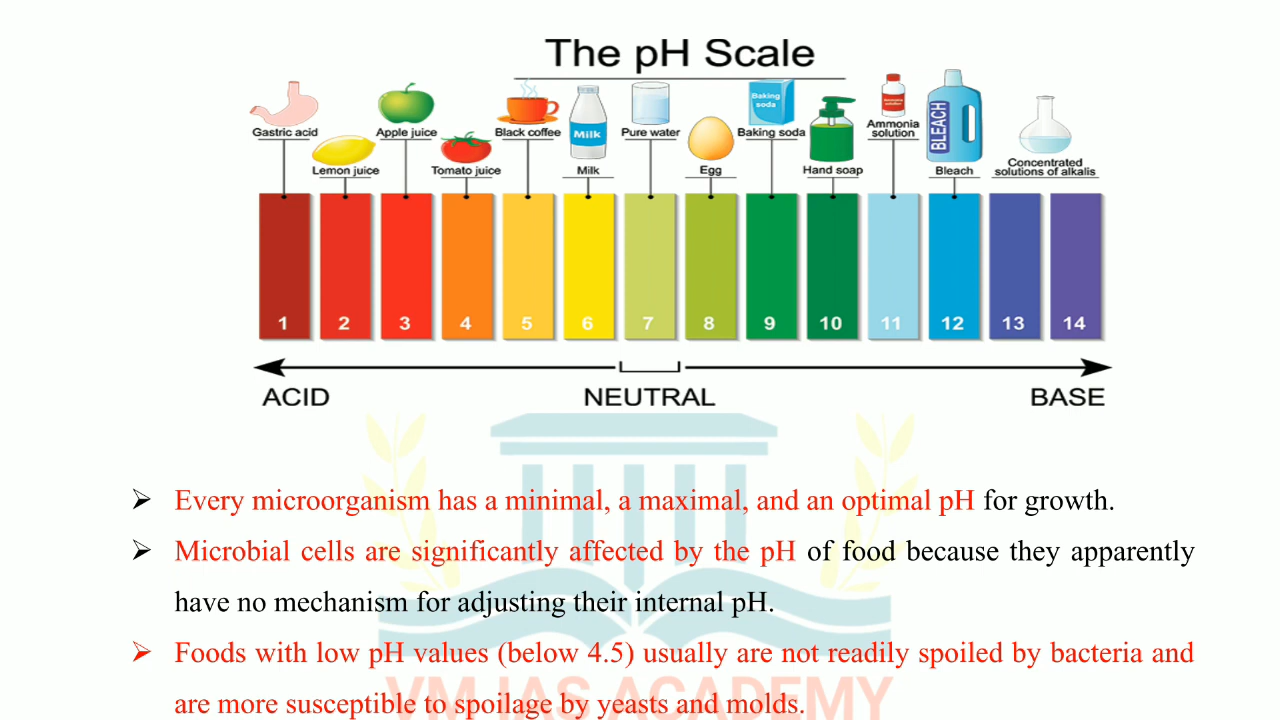 The pH Scale
Gastric acid
Lemon juice
Apple juice
Tomato juice
Black coffee
Milk
Milk
Pure water
Egg
Baking soda
Baking soda
Hand soap
Ammonia solution
Ammonia
solution
BLEACH
Bleach
Concentrated
solutions of alkalis
1 2 3 4 5 6 7 8 9 10 11 12 13 14
ACID NEUTRAL BASE
➢ Every microorganism has a minimal, a maximal, and an optimal pH for growth.
➢ Microbial cells are significantly affected by the pH of food because they apparently
have no mechanism for adjusting their internal pH.
➢ Foods with low pH values (below 4.5) usually are not readily spoiled by bacteria and
are more susceptible to spoilage by yeasts and molds.
VM IAS ACADEMY